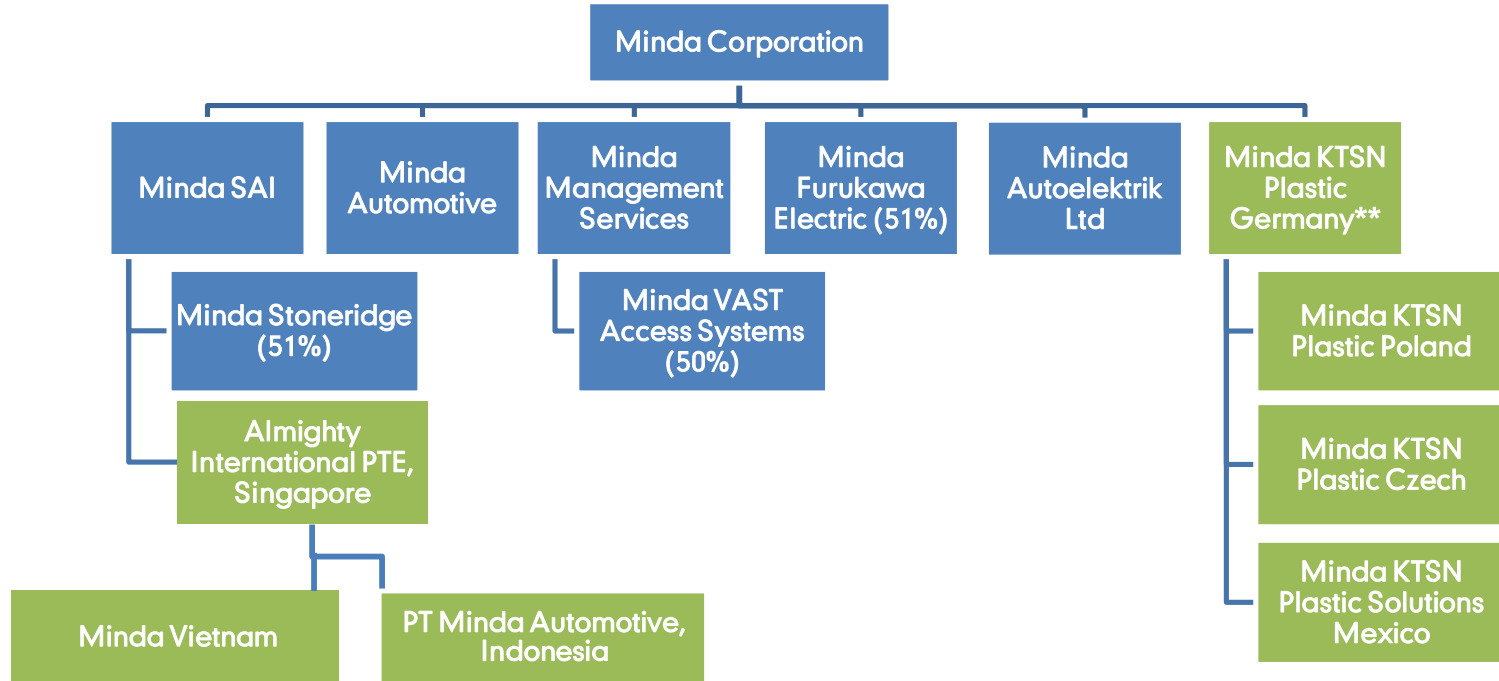 Minda Corporation
Minda SAI
Minda
Automotive
Minda
Management
Services
Minda
Furukawa
Electric (51%)
Minda
Autoelektrik
Ltd
Minda KTSN
Plastic
Germany**
Minda Stoneridge
(51%)
Minda VAST
Access Systems
(50%)
Minda KTSN
Plastic Poland
Almighty
International PTE,
Singapore
Minda KTSN
Plastic Czech
Minda KTSN
Plastic Solutions
Mexico
Minda Vietnam
PT Minda Automotive,
Indonesia